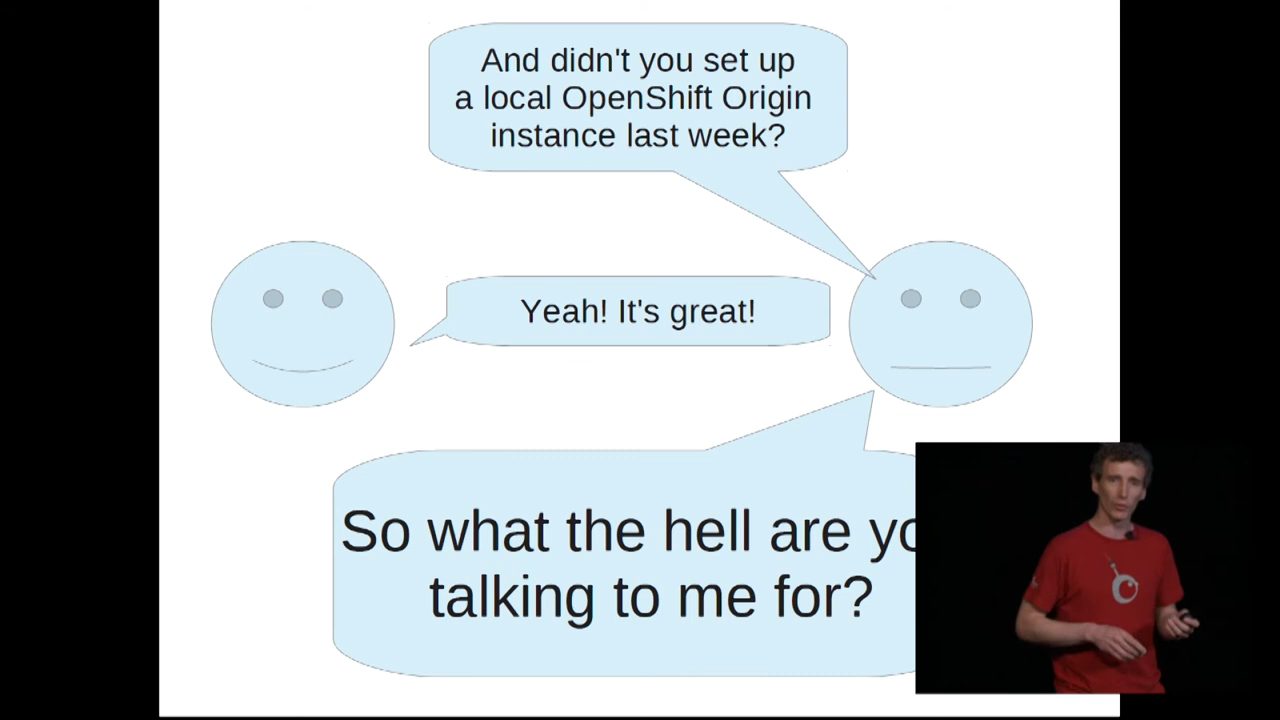 And didn't you set up
a local OpenShift Origin
instance last week?
Yeah! It's great!
So what the hell are
talking to me for?